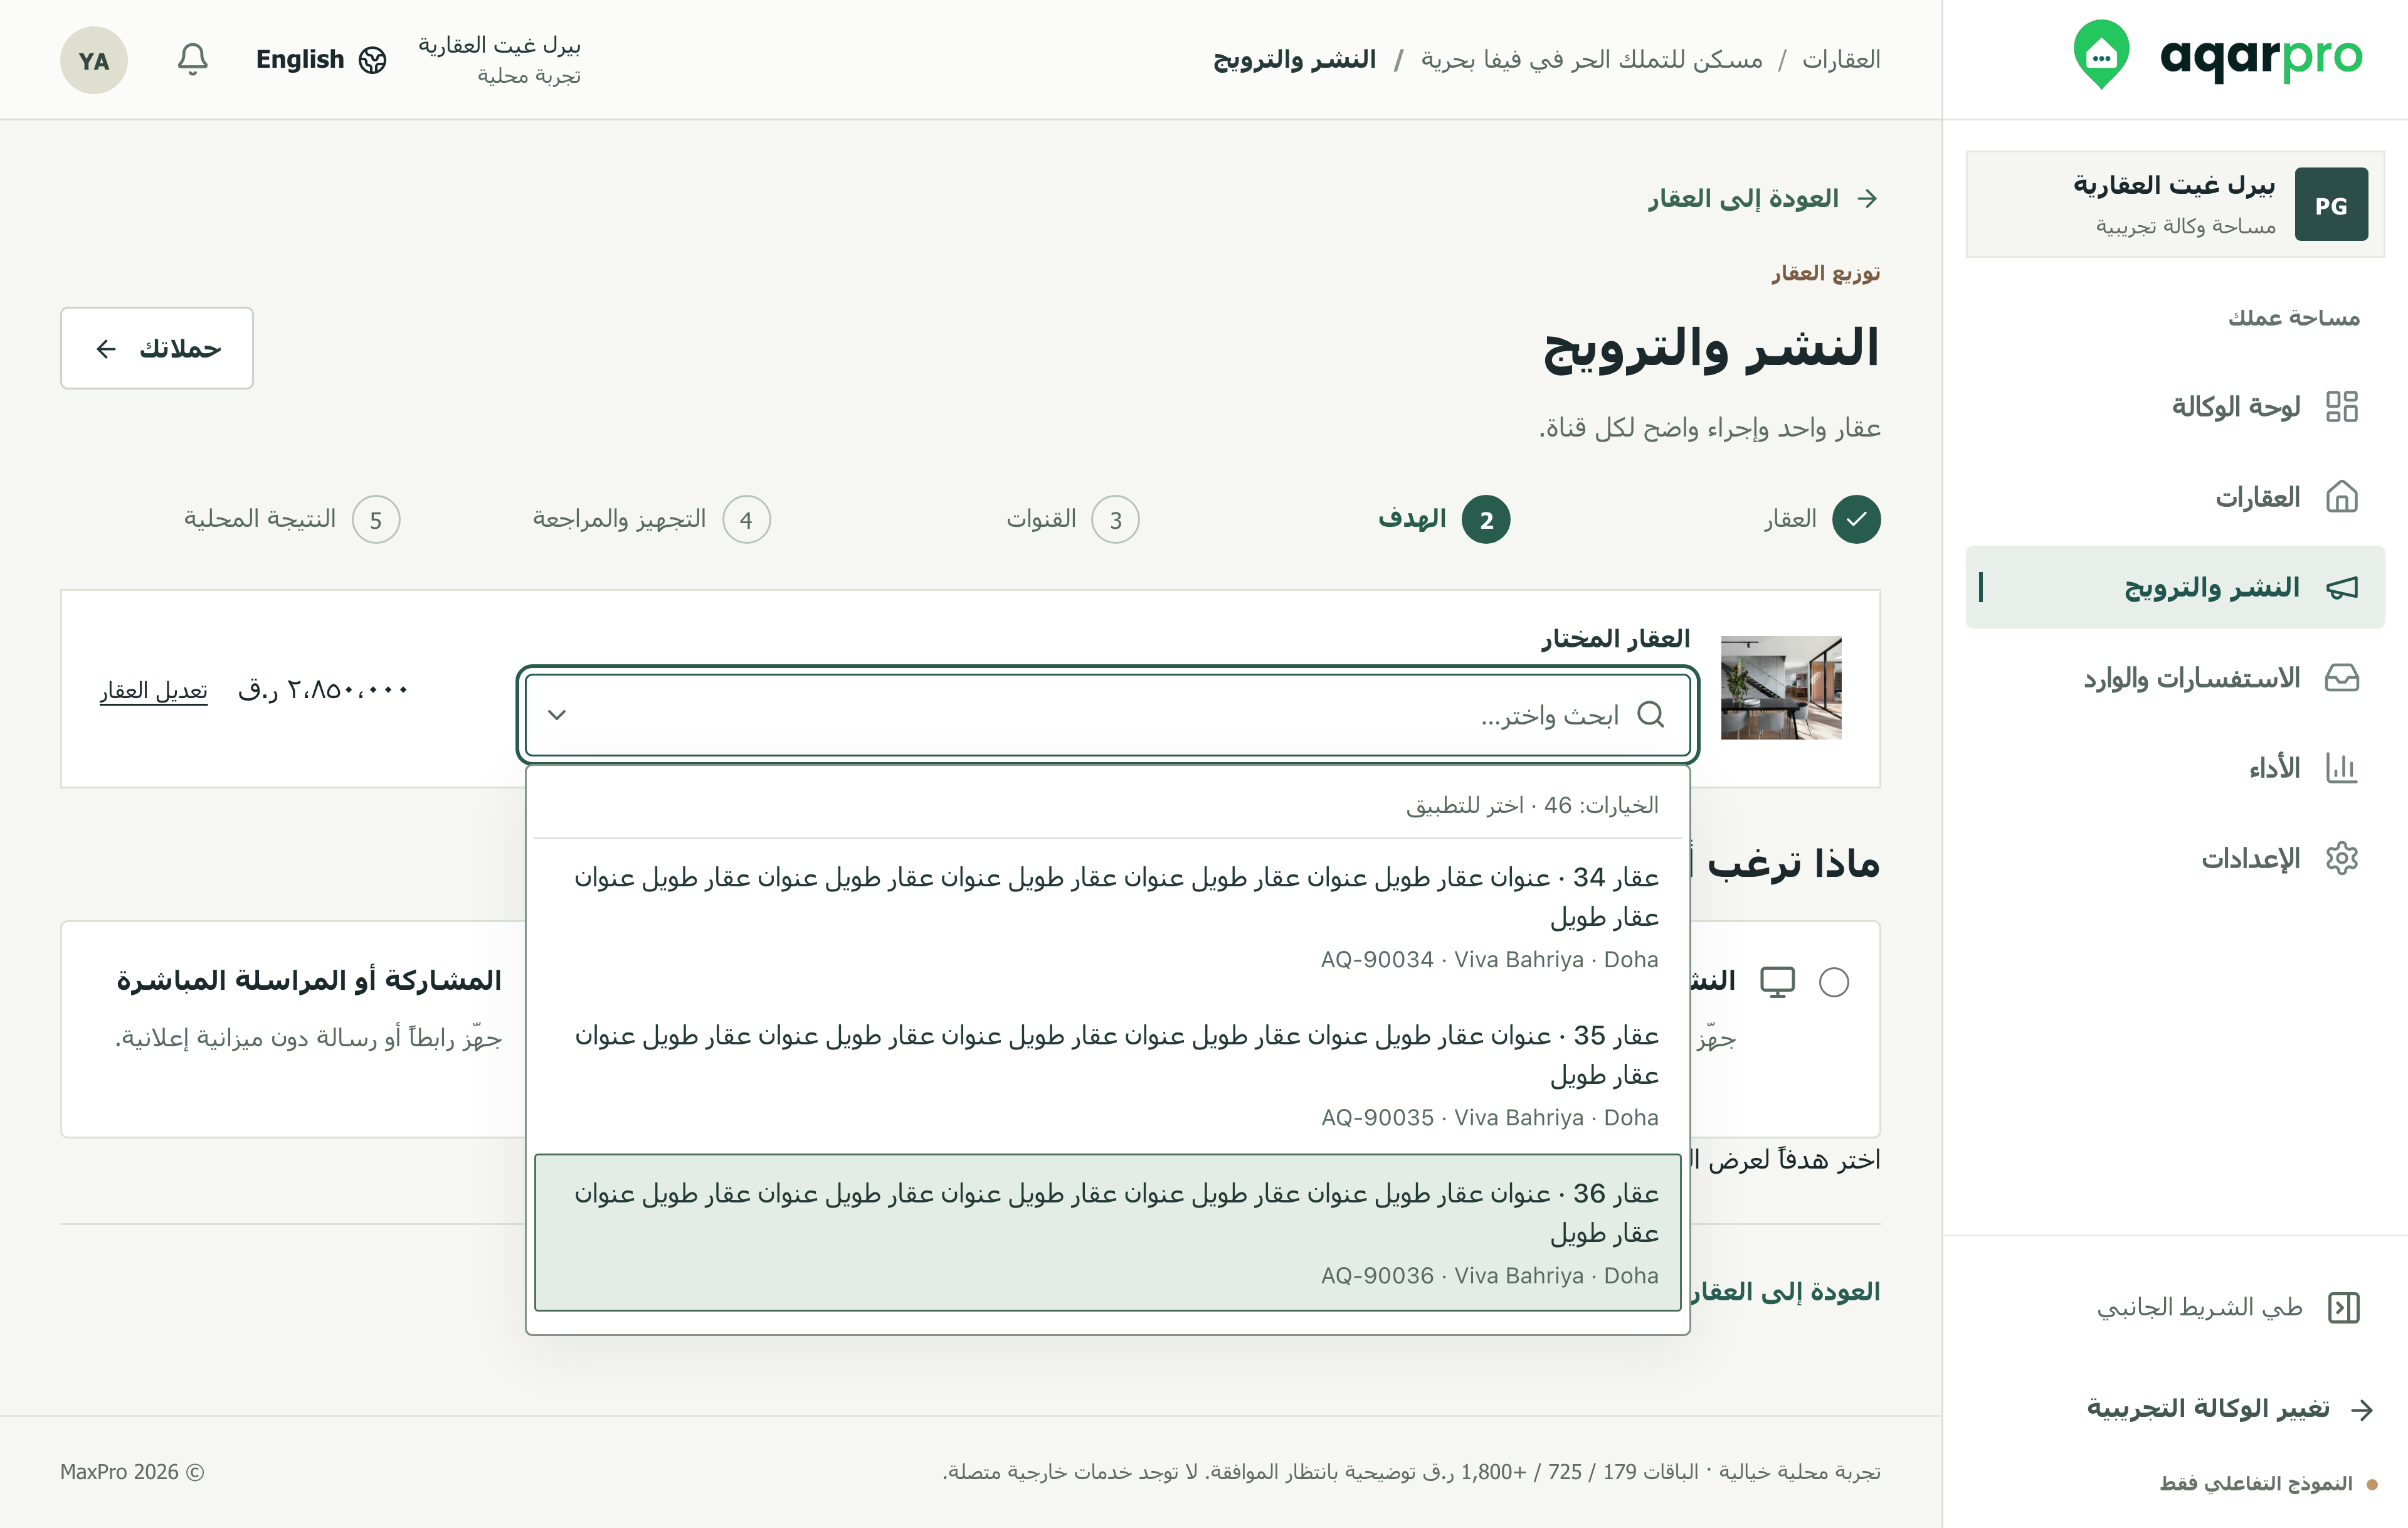 aqarpro
العقارات / مسكن للتملك الحر في فيفا بحرية / النشر والترويج
بيرل غيت العقارية
تجربة محلية
English
YA
PG
بيرل غيت العقارية
مساحة وكالة تجريبية
مساحة عملك
لوحة الوكالة
العقارات
النشر والترويج
الاستفسارات والوارد
الأداء
الإعدادات
طي الشريط الجانبي
تغيير الوكالة التجريبية
النموذج التفاعلي فقط
العودة إلى العقار
توزيع العقار
النشر والترويج
حملاتك
عقار واحد وإجراء واضح لكل قناة.
العقار
2 الهدف
3 القنوات
4 التجهيز والمراجعة
5 النتيجة المحلية
العقار المختار
ابحث واختر...
٢،٨٥٠،٠٠٠ ر.ق
تعديل العقار
الخيارات: 46 · اختر للتطبيق
عقار 34 · عنوان عقار طويل عنوان عقار طويل عنوان عقار طويل عنوان عقار طويل عنوان عقار طويل عنوان
عقار طويل
AQ-90034 · Viva Bahriya · Doha
عقار 35 · عنوان عقار طويل عنوان عقار طويل عنوان عقار طويل عنوان عقار طويل عنوان عقار طويل عنوان
عقار طويل
AQ-90035 · Viva Bahriya · Doha
عقار 36 · عنوان عقار طويل عنوان عقار طويل عنوان عقار طويل عنوان عقار طويل عنوان عقار طويل عنوان
عقار طويل
AQ-90036 · Viva Bahriya · Doha
ماذا ترغب
جهّز
المشاركة أو المراسلة المباشرة
جهّز رابطاً أو رسالة دون ميزانية إعلانية.
اختر هدفاً لعرض
العودة إلى العقار
تجربة محلية خيالية · الباقات 179 / 725 / +1,800 ر.ق توضيحية بانتظار الموافقة. لا توجد خدمات خارجية متصلة.
© 2026 MaxPro